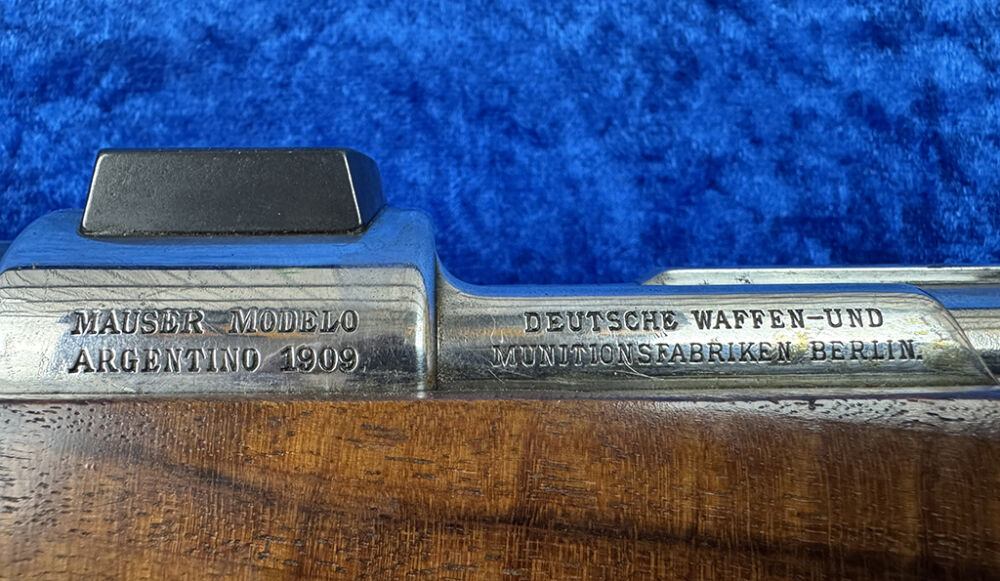 MAUSER MODELO
ARGENTINO 1909
DEUTSCHE WAFFEN-UND
MUNITIONSFABRIKEN BERLIN.